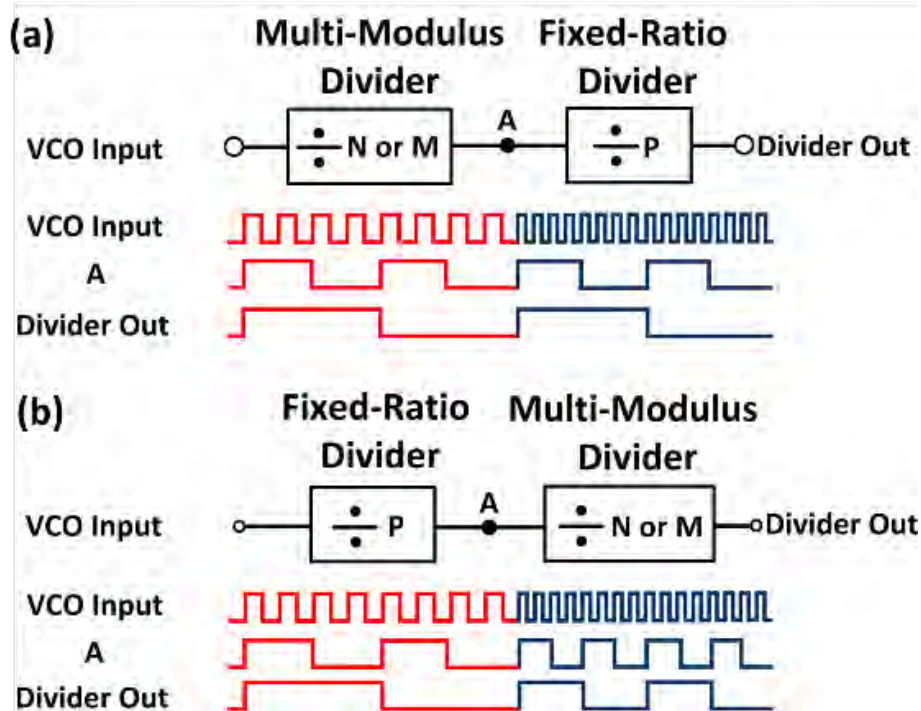 (a) Multi-Modulus Divider Fixed-Ratio Divider
VCO Input ÷ N or M A ÷ P Divider Out
VCO Input
A
Divider Out
(b) Fixed-Ratio Divider Multi-Modulus Divider
VCO Input ÷ P A ÷ N or M Divider Out
VCO Input
A
Divider Out